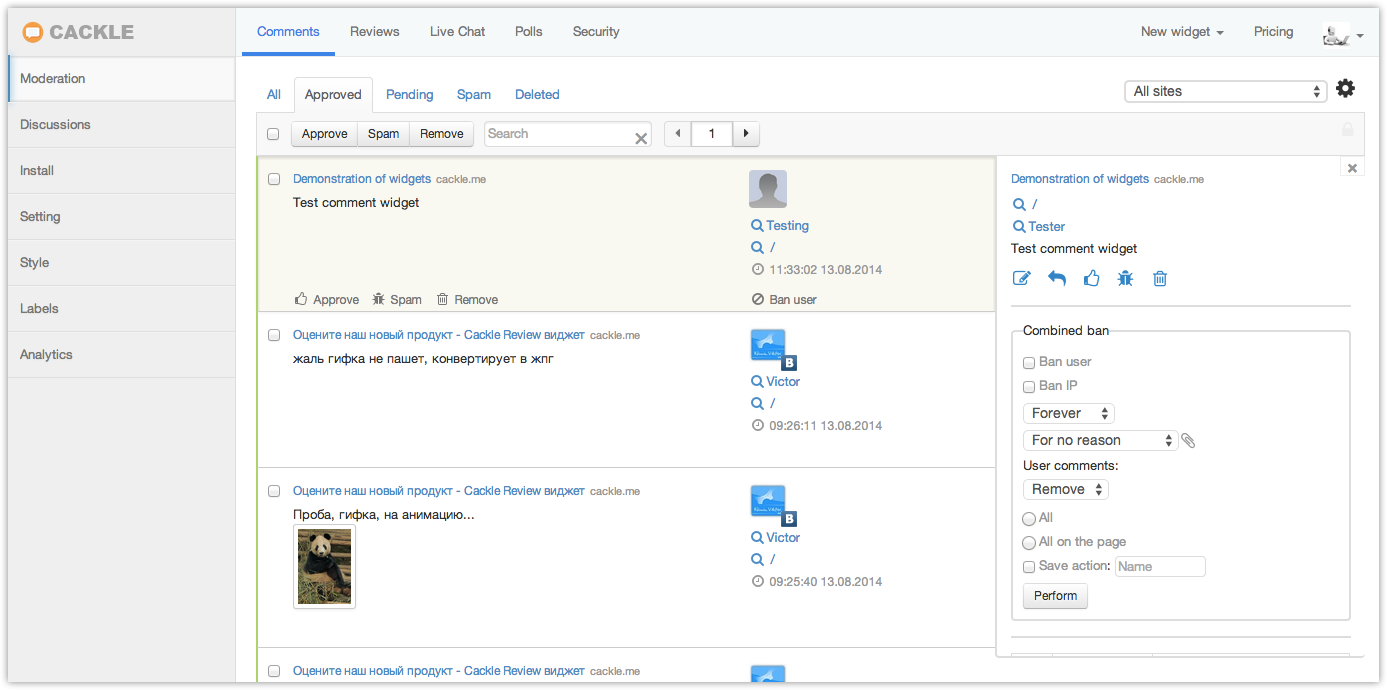 CACKLE
Comments
Reviews
Live Chat
Polls
Security
New widget
Pricing
Moderation
Discussions
Install
Setting
Style
Labels
Analytics
All
Approved
Pending
Spam
Deleted
All sites
Approve
Spam
Remove
Search
1
Demonstration of widgets cackle.me
Test comment widget
Testing
/
11:33:02 13.08.2014
Approve
Spam
Remove
Ban user
Оцените наш новый продукт - Cackle Review виджет cackle.me
жаль гифка не пашет, конвертирует в жпг
B
Victor
/
09:26:11 13.08.2014
Оцените наш новый продукт - Cackle Review виджет cackle.me
Проба, гифка, на анимацию...
B
Victor
/
09:25:40 13.08.2014
Оцените наш новый продукт - Cackle Review виджет cackle.me
Demonstration of widgets cackle.me
/
Tester
Test comment widget
Combined ban
Ban user
Ban IP
Forever
For no reason
User comments:
Remove
All
All on the page
Save action: Name
Perform